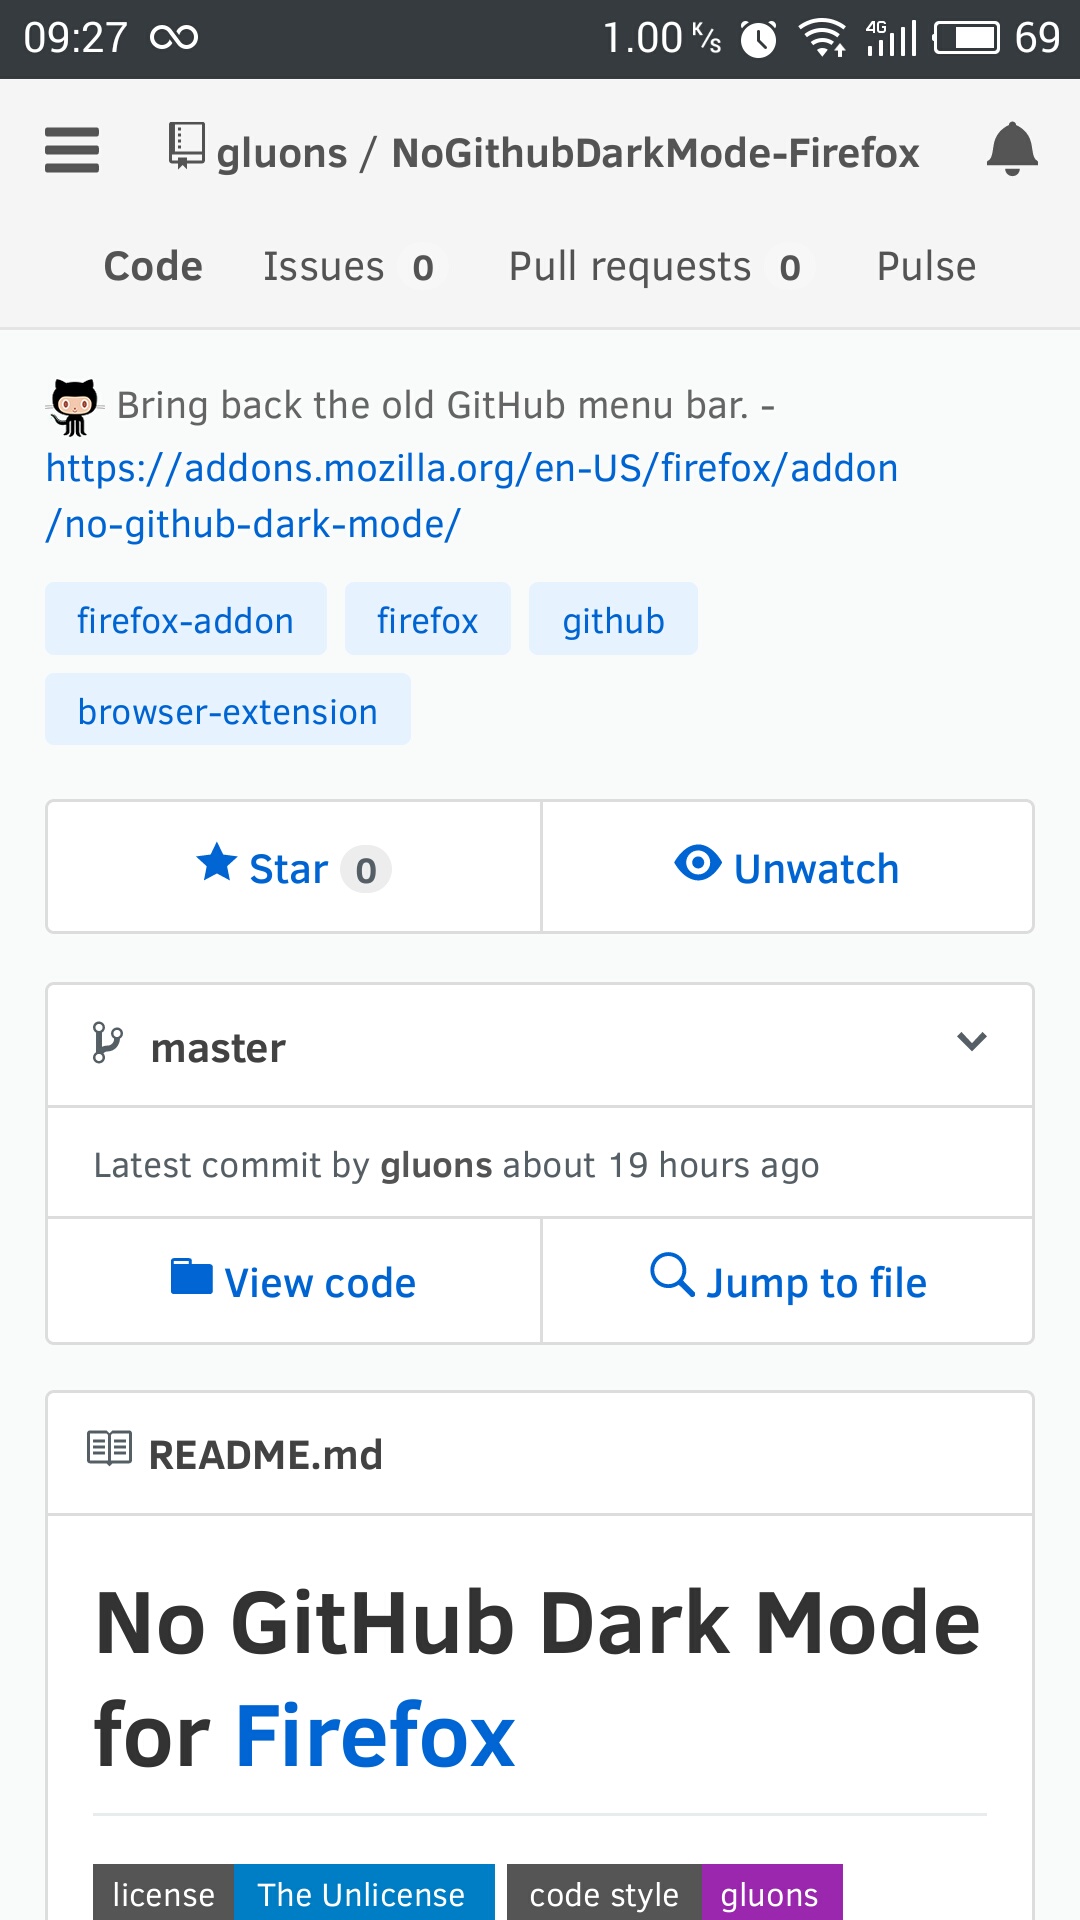 09:27 1.00 K/s 4G 69
gluons / NoGithubDarkMode-Firefox
Code Issues 0 Pull requests 0 Pulse
Bring back the old GitHub menu bar. -
https://addons.mozilla.org/en-US/firefox/addon
/no-github-dark-mode/
firefox-addon firefox github
browser-extension
Star 0 Unwatch
master
Latest commit by gluons about 19 hours ago
View code Jump to file
README.md
No GitHub Dark Mode
for Firefox
license The Unlicense code style gluons